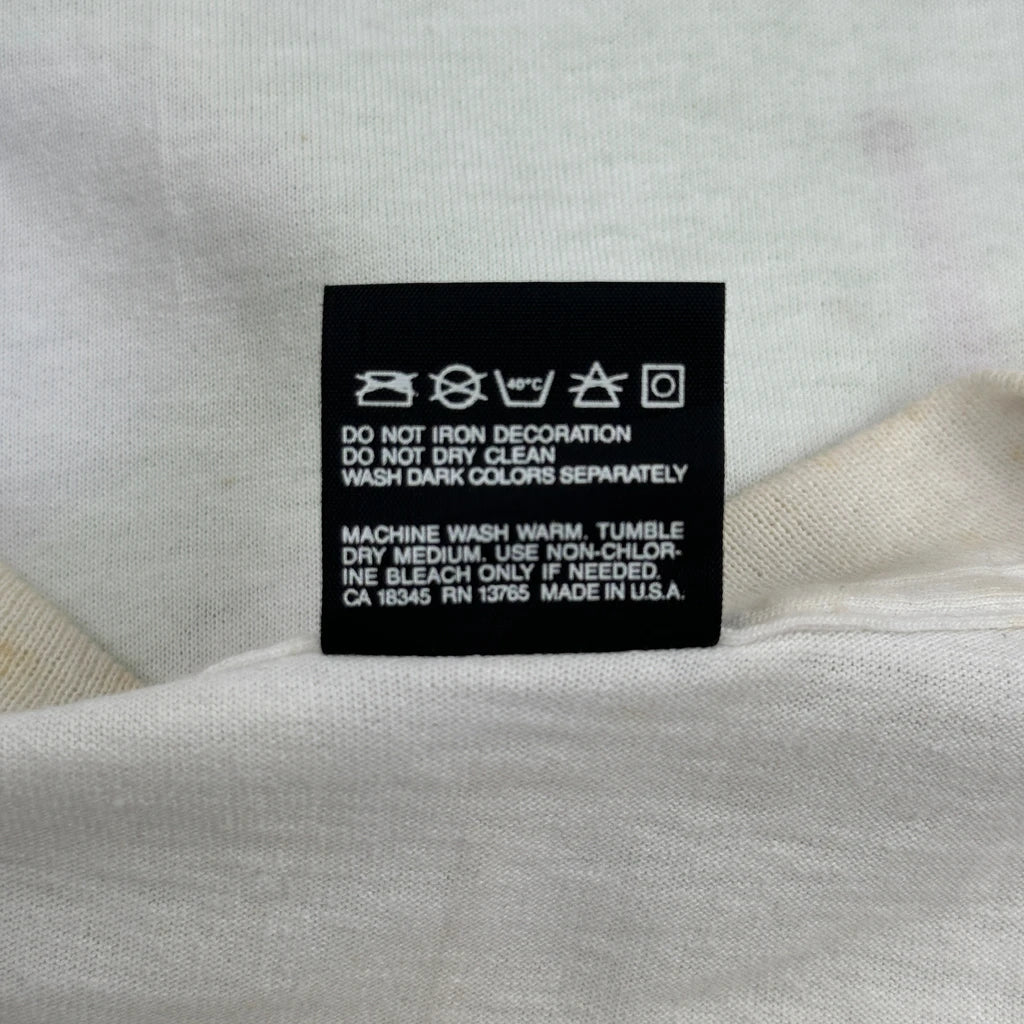 40°C
DO NOT IRON DECORATION
DO NOT DRY CLEAN
WASH DARK COLORS SEPARATELY
MACHINE WASH WARM. TUMBLE
DRY MEDIUM. USE NON-CHLOR-
INE BLEACH ONLY IF NEEDED.
CA 18345 RN 13765 MADE IN U.S.A.